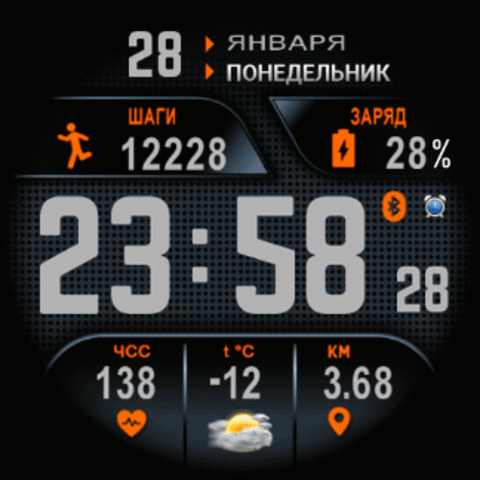 28 ЯНВАРЯ
ПОНЕДЕЛЬНИК
ШАГИ
12228
ЗАРЯД
28%
23:58
28
ЧСС
138
t °C
-12
КМ
3.68